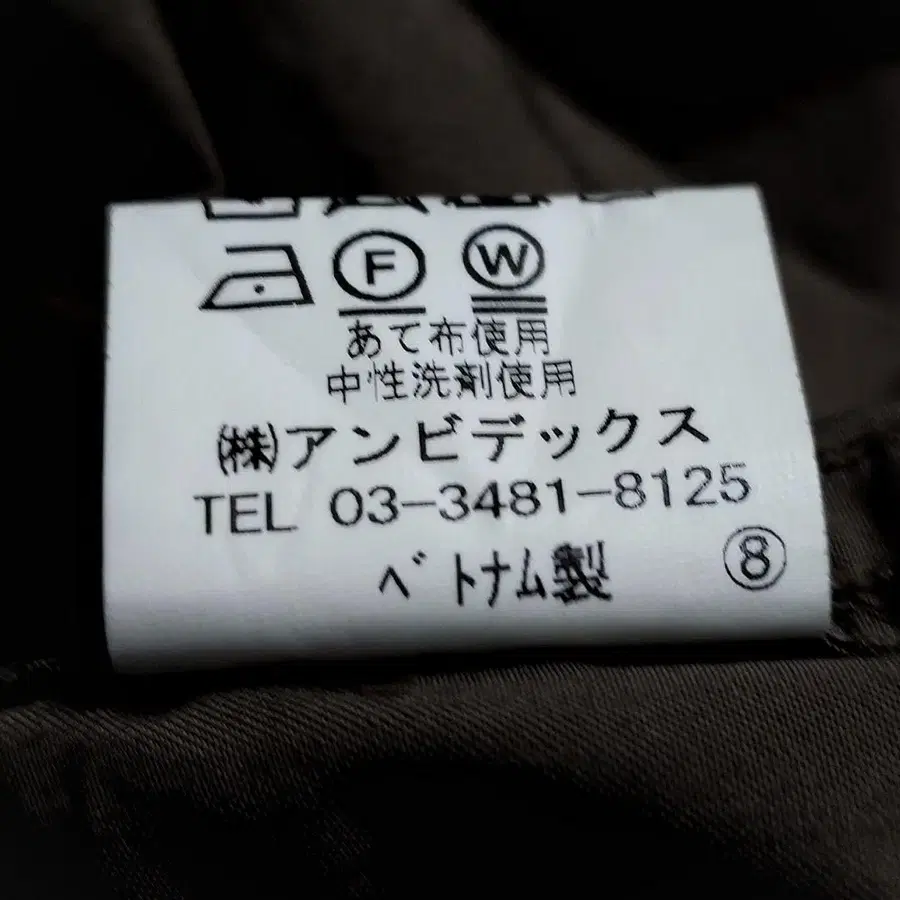 F W
あて布使用
中性洗剤使用
㈱アンビデックス
TEL 03-3481-8125
ベトナム製 ⑧